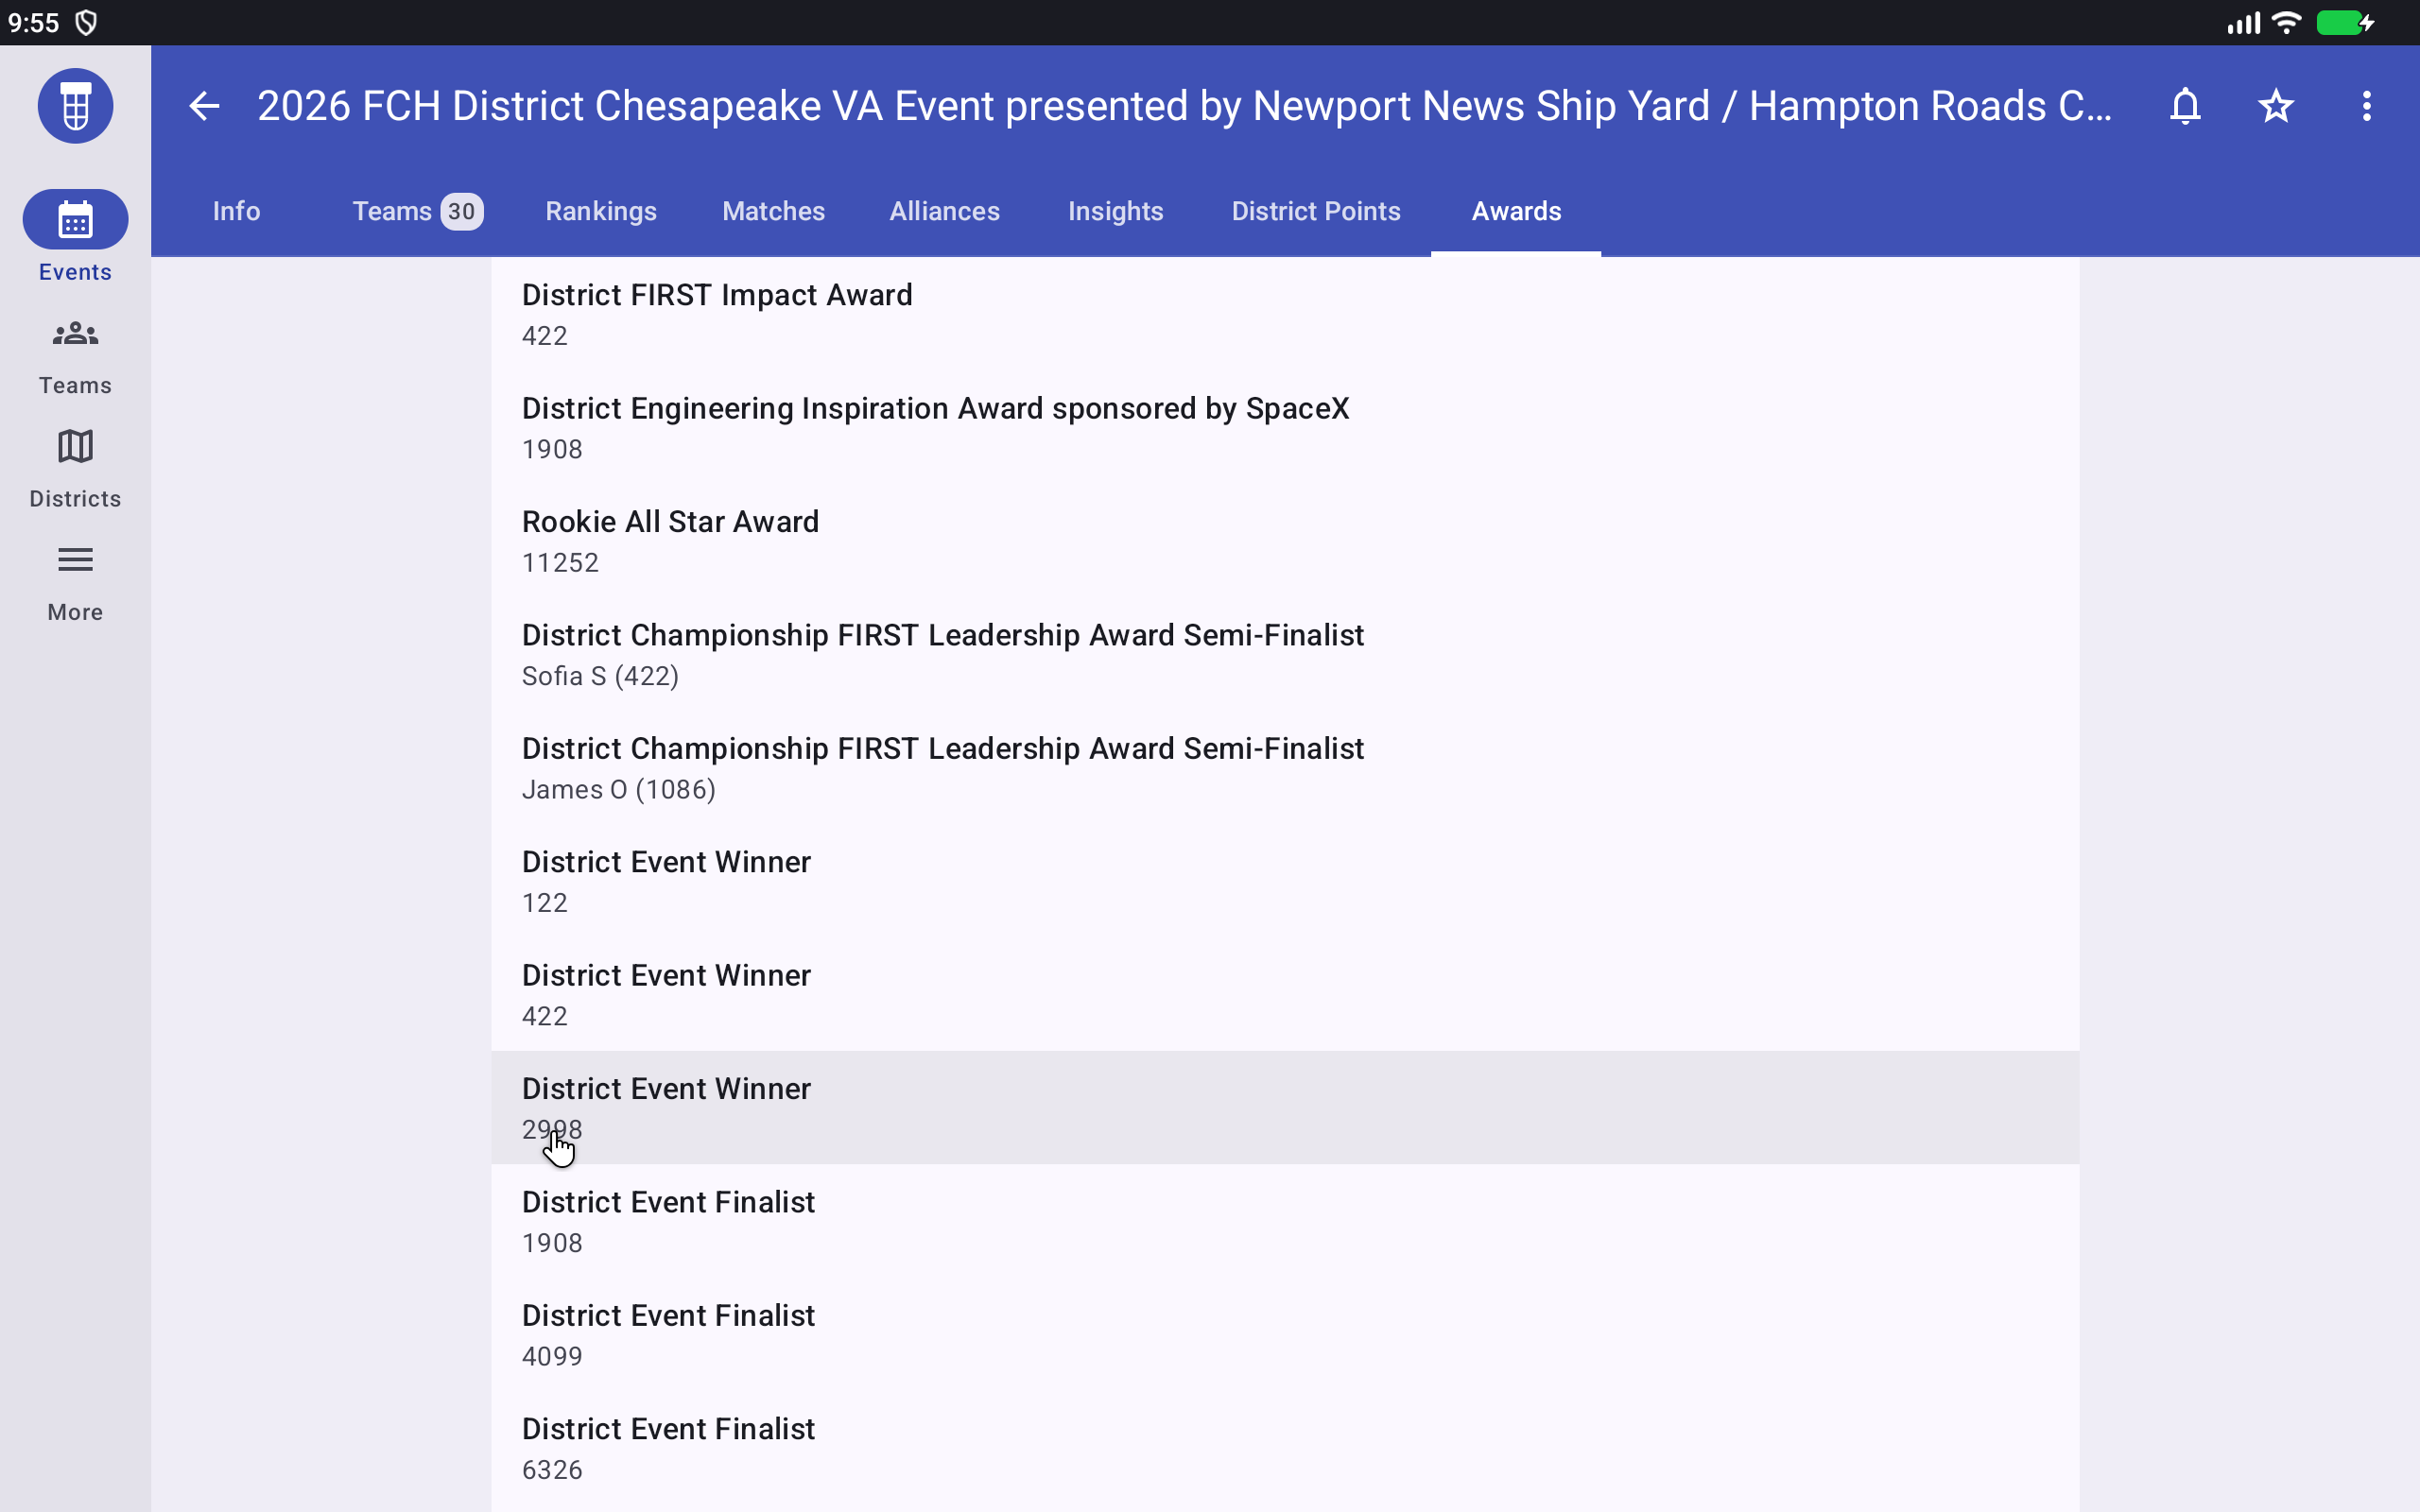 9:55
2026 FCH District Chesapeake VA Event presented by Newport News Ship Yard / Hampton Roads C...
Info
Teams 30
Rankings
Matches
Alliances
Insights
District Points
Awards
Events
Teams
Districts
More
District FIRST Impact Award
422
District Engineering Inspiration Award sponsored by SpaceX
1908
Rookie All Star Award
11252
District Championship FIRST Leadership Award Semi-Finalist
Sofia S (422)
District Championship FIRST Leadership Award Semi-Finalist
James O (1086)
District Event Winner
122
District Event Winner
422
District Event Winner
2998
District Event Finalist
1908
District Event Finalist
4099
District Event Finalist
6326